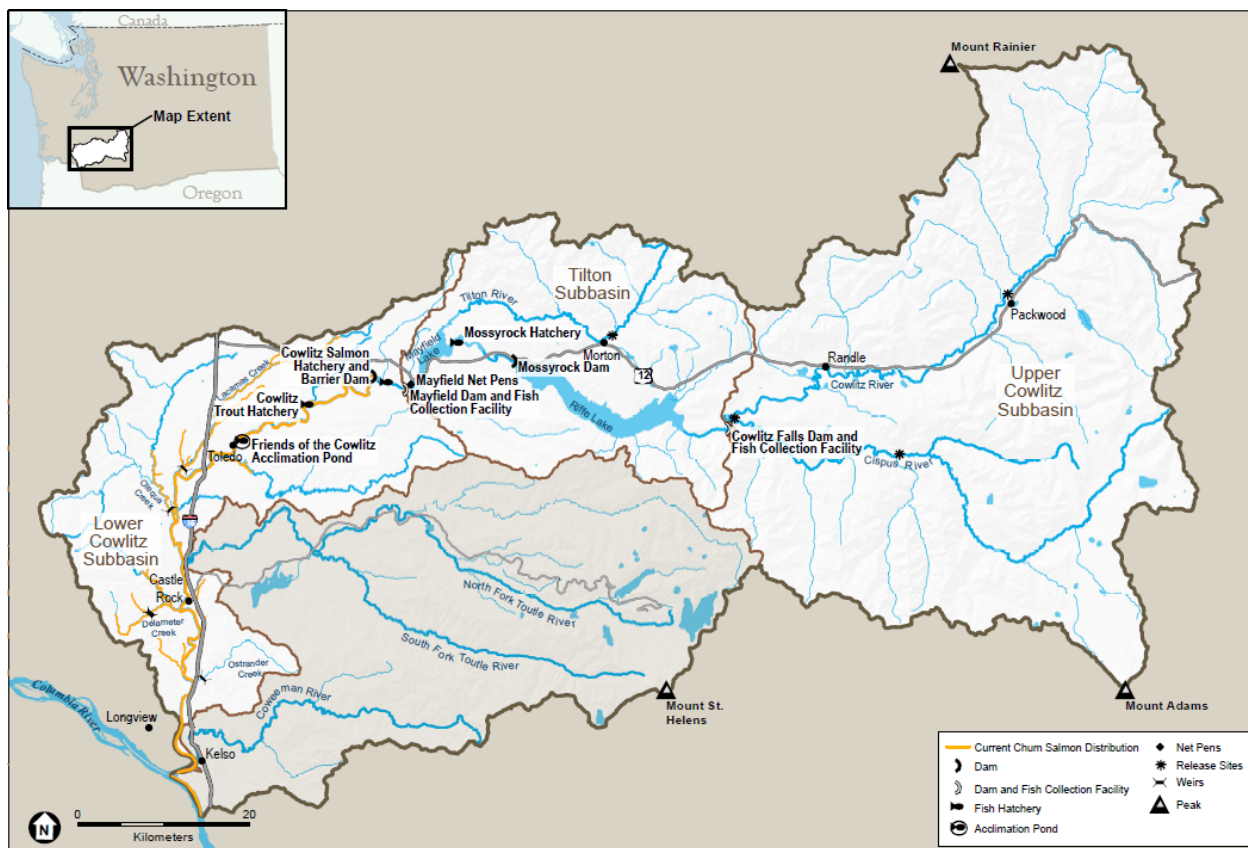 Canada
Washington
Map Extent
Oregon
Mount Rainier
Tilton
Subbasin
Tilton River
Packwood
Mossyrock Hatchery
Mayfield
Lake
Morton
Mossyrock Dam
12
Randle
Cowlitz River
Upper
Cowlitz
Subbasin
Lacamas Creek
Cowlitz Salmon
Hatchery and
Barrier Dam
Mayfield Net Pens
Mayfield Dam and Fish
Collection Facility
Cowlitz
Trout Hatchery
Riffe Lake
Cowlitz Falls Dam and
Fish Collection Facility
Cispus River
Friends of the Cowlitz
Acclimation Pond
Toledo
Olequa
Creek
Lower
Cowlitz
Subbasin
Castle
Rock
Delameter
Creek
North Fork Toutle River
South Fork Toutle River
Ostrander
Creek
Coweeman River
Columbia River
Longview
Kelso
Mount St.
Helens
Mount Adams
N
0
20
Kilometers
Current Chum Salmon Distribution
Dam
Dam and Fish Collection Facility
Fish Hatchery
Acclimation Pond
Net Pens
Release Sites
Weirs
Peak